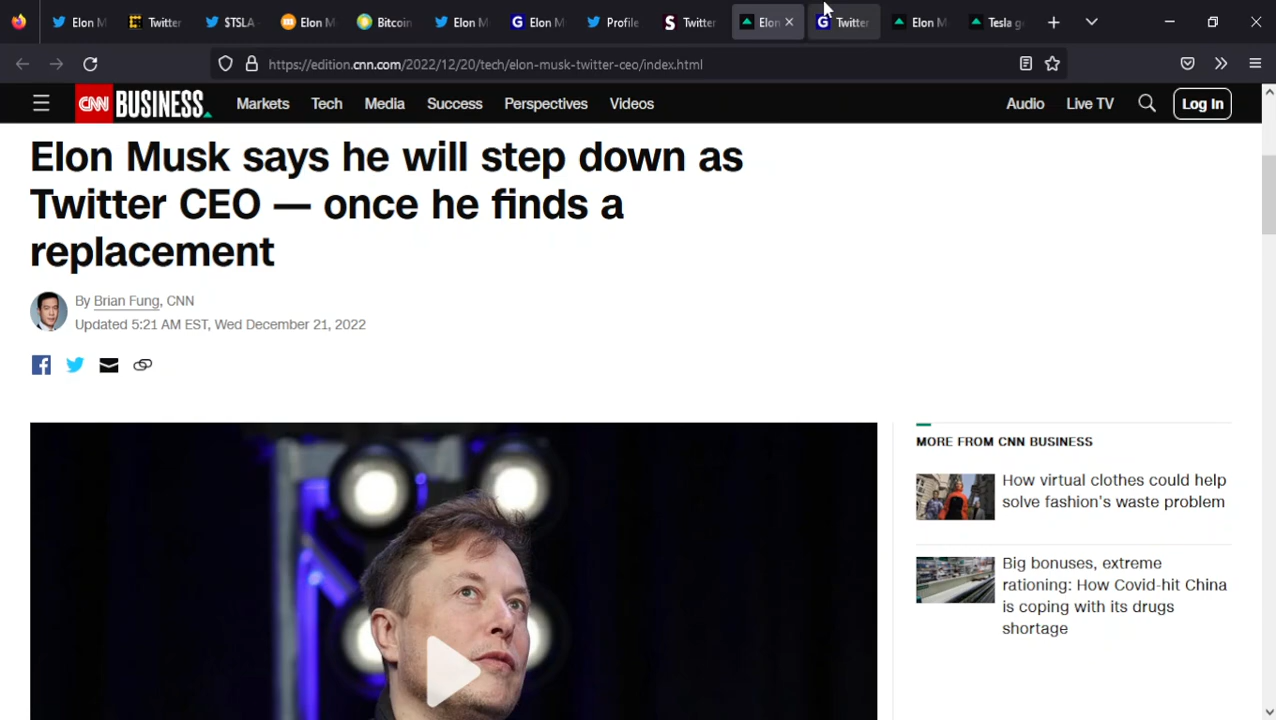 Elon M
Twitter
$TSLA
Elon M
Bitcoin
Elon M
Elon M
Profile
Twitter
Elon
Twitter
Elon M
Tesla g
https://edition.cnn.com/2022/12/20/tech/elon-musk-twitter-ceo/index.html
CNN BUSINESS Markets Tech Media Success Perspectives Videos Audio Live TV Log In
Elon Musk says he will step down as
Twitter CEO — once he finds a
replacement
By Brian Fung, CNN
Updated 5:21 AM EST, Wed December 21, 2022
MORE FROM CNN BUSINESS
How virtual clothes could help
solve fashion's waste problem
Big bonuses, extreme
rationing: How Covid-hit China
is coping with its drugs
shortage